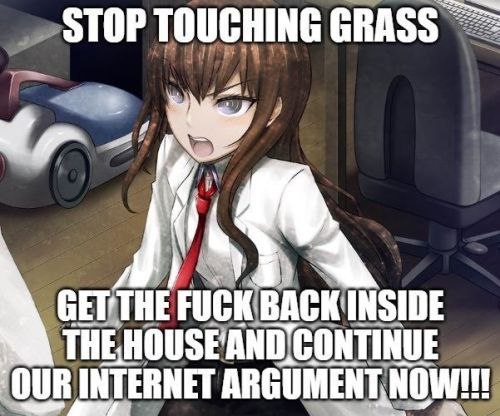 STOP TOUCHING GRASS
GET THE FUCK BACK INSIDE
THE HOUSE AND CONTINUE
OUR INTERNET ARGUMENT NOW!!!